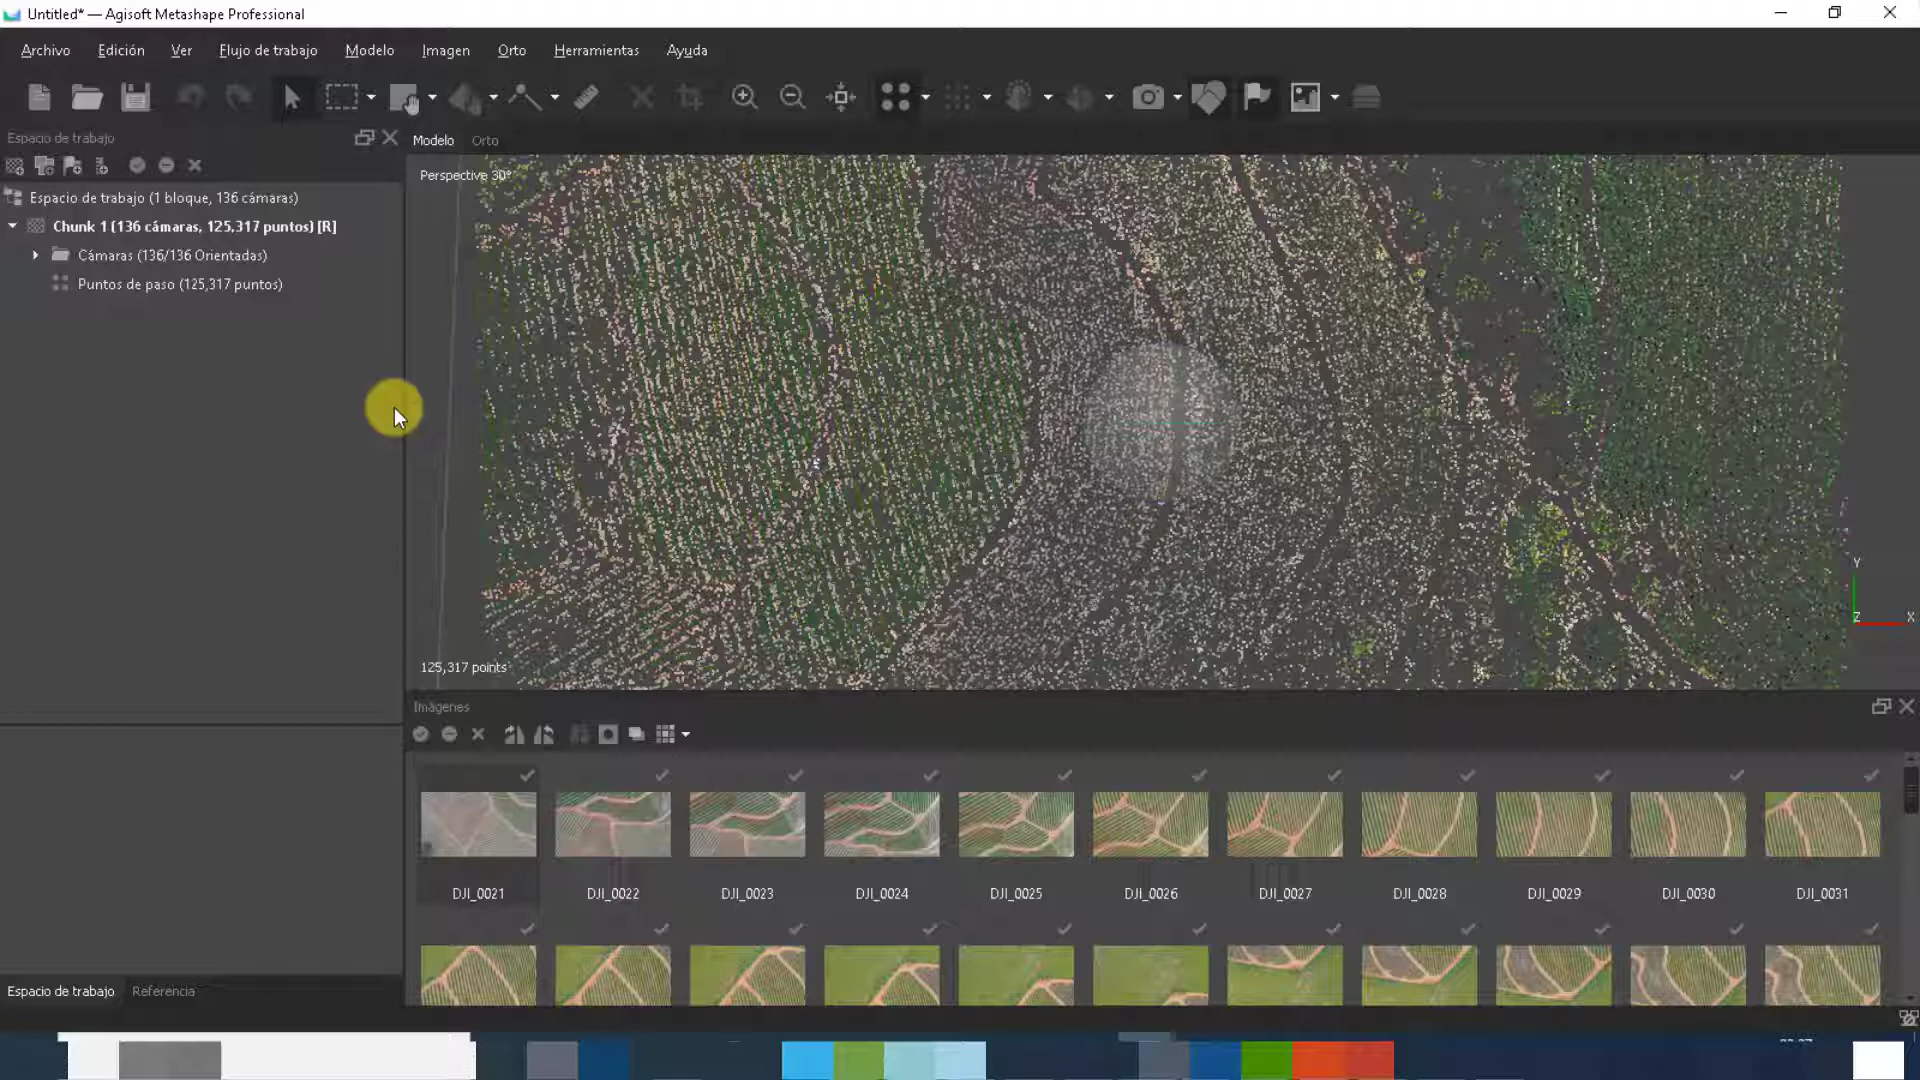 Untitled* — Agisoft Metashape Professional
Archivo Edición Ver Flujo de trabajo Modelo Imagen Orto Herramientas Ayuda
Espacio de trabajo
Modelo Orto
Perspective 30°
Espacio de trabajo (1 bloque, 136 cámaras)
Chunk 1 (136 cámaras, 125,317 puntos) [R]
Cámaras (136/136 Orientadas)
Puntos de paso (125,317 puntos)
Y
Z X
125,317 points
Imágenes
DJI_0021 DJI_0022 DJI_0023 DJI_0024 DJI_0025 DJI_0026 DJI_0027 DJI_0028 DJI_0029 DJI_0030 DJI_0031
Espacio de trabajo Referencia